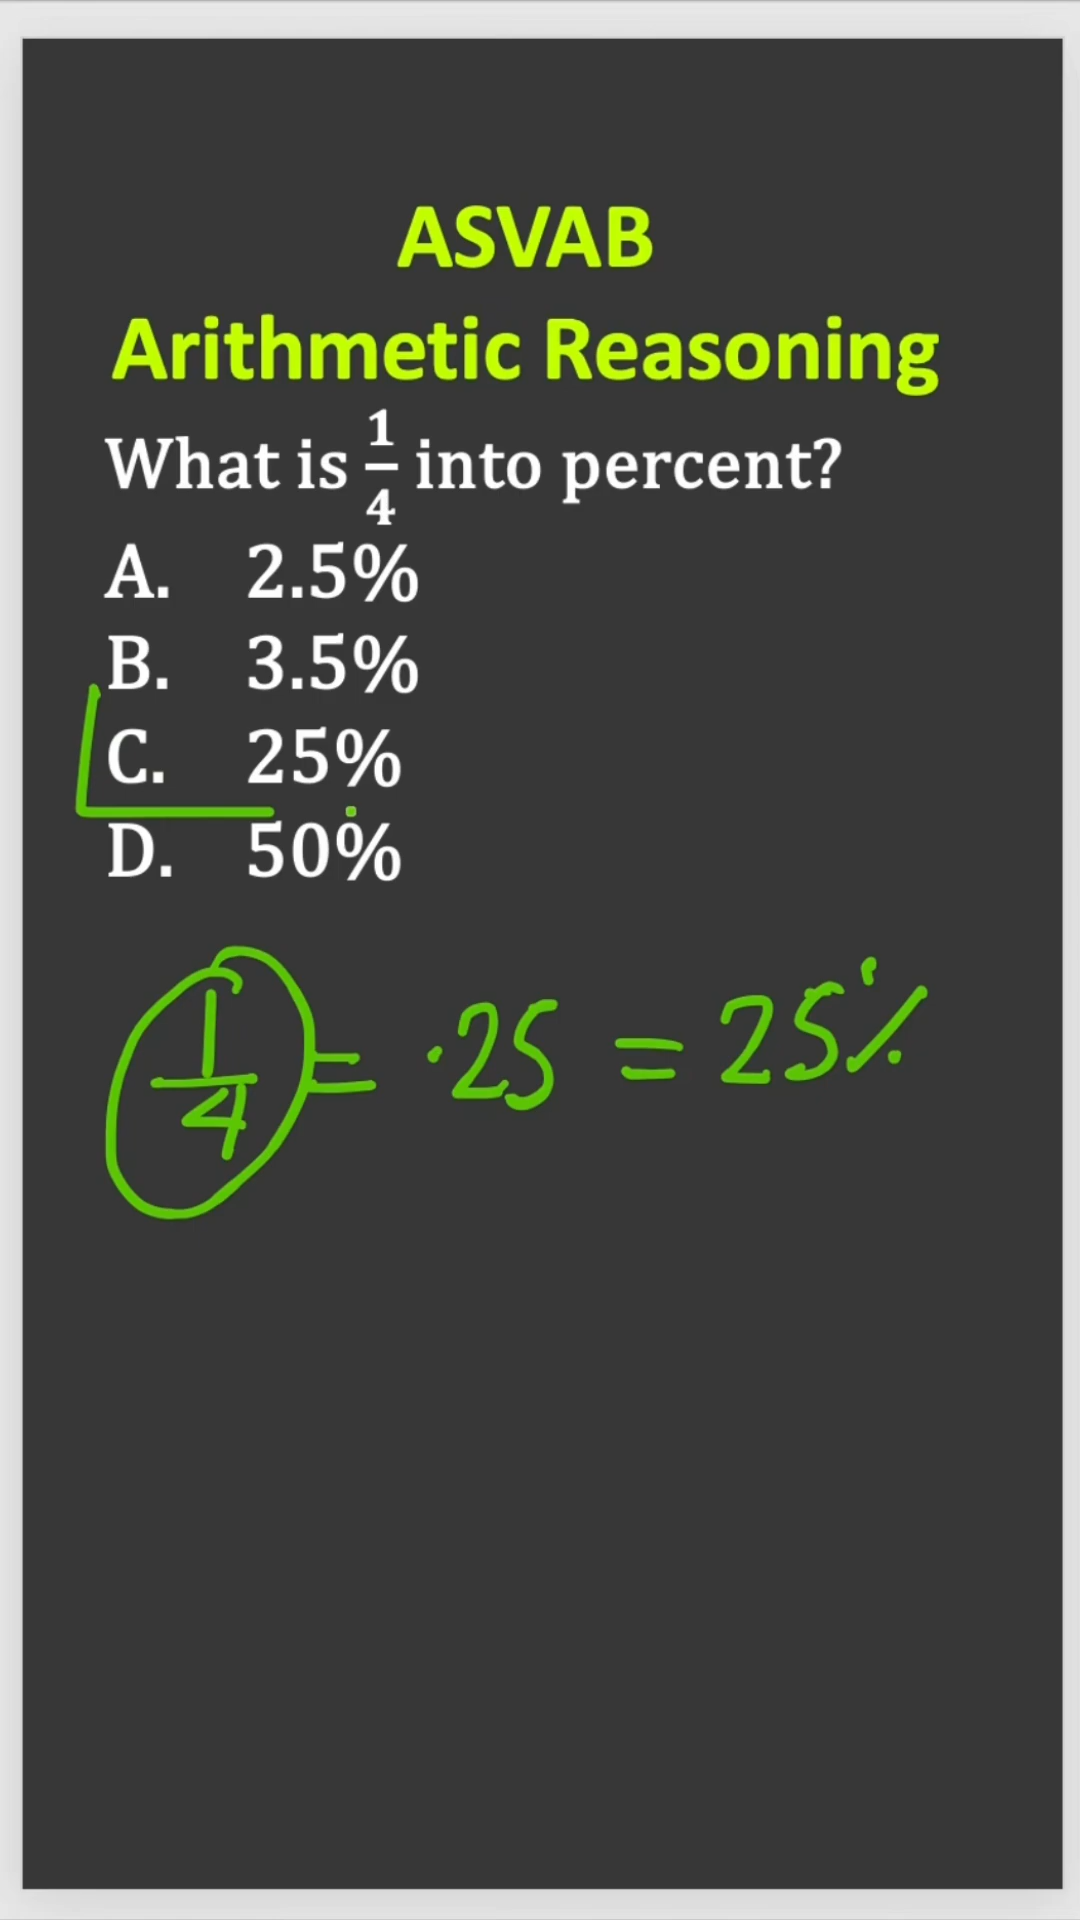 ASVAB
Arithmetic Reasoning
What is 1/4 into percent?
A. 2.5%
B. 3.5%
C. 25%
D. 50%
1/4 = .25 = 25%